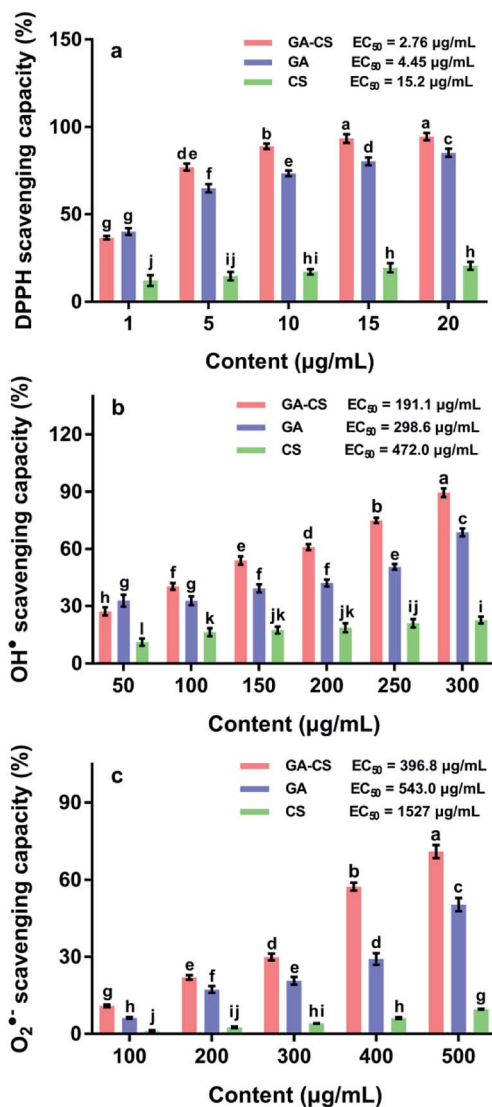 a
GA-CS EC50 = 2.76 µg/mL
GA EC50 = 4.45 µg/mL
CS EC50 = 15.2 µg/mL
DPPH scavenging capacity (%)
150
100
50
0
g g j
de f ij
b e hi
a d h
a c h
1 5 10 15 20
Content (µg/mL)
b
GA-CS EC50 = 191.1 µg/mL
GA EC50 = 298.6 µg/mL
CS EC50 = 472.0 µg/mL
OH• scavenging capacity (%)
120
90
60
30
0
h g l
f g k
e f jk
d f jk
b e ij
a c i
50 100 150 200 250 300
Content (µg/mL)
c
GA-CS EC50 = 396.8 µg/mL
GA EC50 = 543.0 µg/mL
CS EC50 = 1527 µg/mL
O2•- scavenging capacity (%)
90
60
30
0
g h j
e f ij
d e hi
b d h
a c g
100 200 300 400 500
Content (µg/mL)